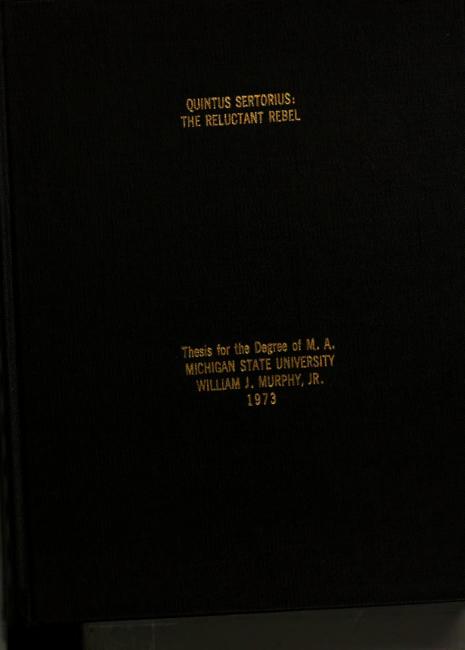 QUINTUS SERTORIUS:
THE RELUCTANT REBEL
Thesis for the Degree of M. A.
MICHIGAN STATE UNIVERSITY
WILLIAM J. MURPHY, JR.
1973